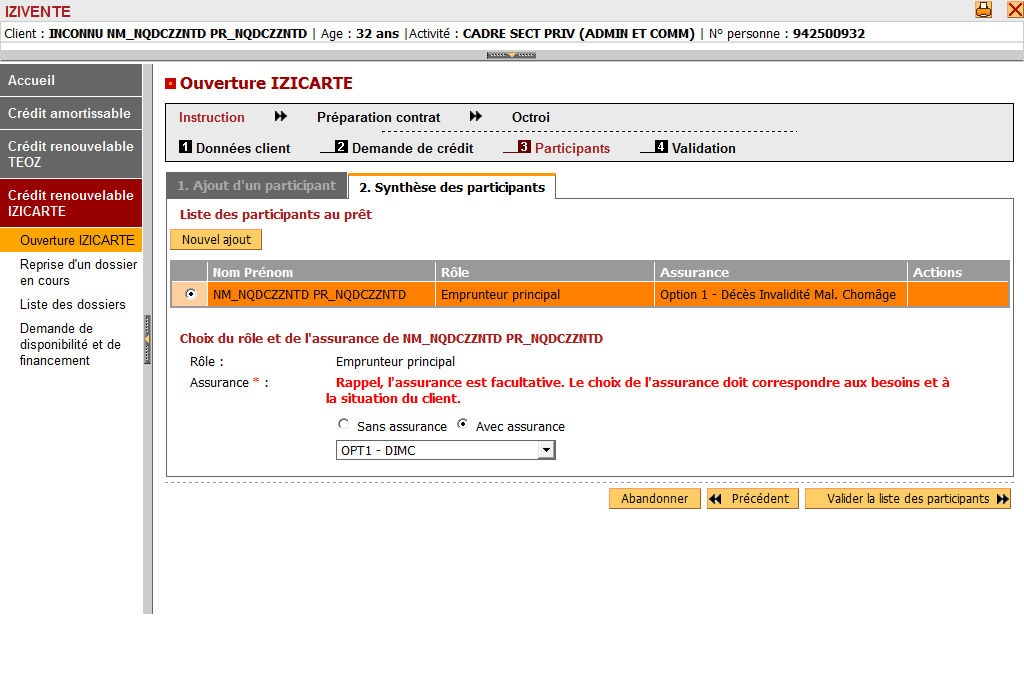 IZIVENTE
Client : INCONNU NM_NQDCZZNTD PR_NQDCZZNTD | Age : 32 ans |Activité : CADRE SECT PRIV (ADMIN ET COMM) | N° personne : 942500932
Accueil
Crédit amortissable
Crédit renouvelable
TEOZ
Crédit renouvelable
IZICARTE
Ouverture IZICARTE
Reprise d'un dossier
en cours
Liste des dossiers
Demande de
disponibilité et de
financement
Ouverture IZICARTE
Instruction Préparation contrat Octroi
1 Données client 2 Demande de crédit 3 Participants 4 Validation
1. Ajout d'un participant 2. Synthèse des participants
Liste des participants au prêt
Nouvel ajout
Nom Prénom Rôle Assurance Actions
NM_NQDCZZNTD PR_NQDCZZNTD Emprunteur principal Option 1 - Décès Invalidité Mal. Chomâge
Choix du rôle et de l'assurance de NM_NQDCZZNTD PR_NQDCZZNTD
Rôle : Emprunteur principal
Assurance * : Rappel, l'assurance est facultative. Le choix de l'assurance doit correspondre aux besoins et à
la situation du client.
Sans assurance Avec assurance
OPT1 - DIMC
Abandonner Précédent Valider la liste des participants